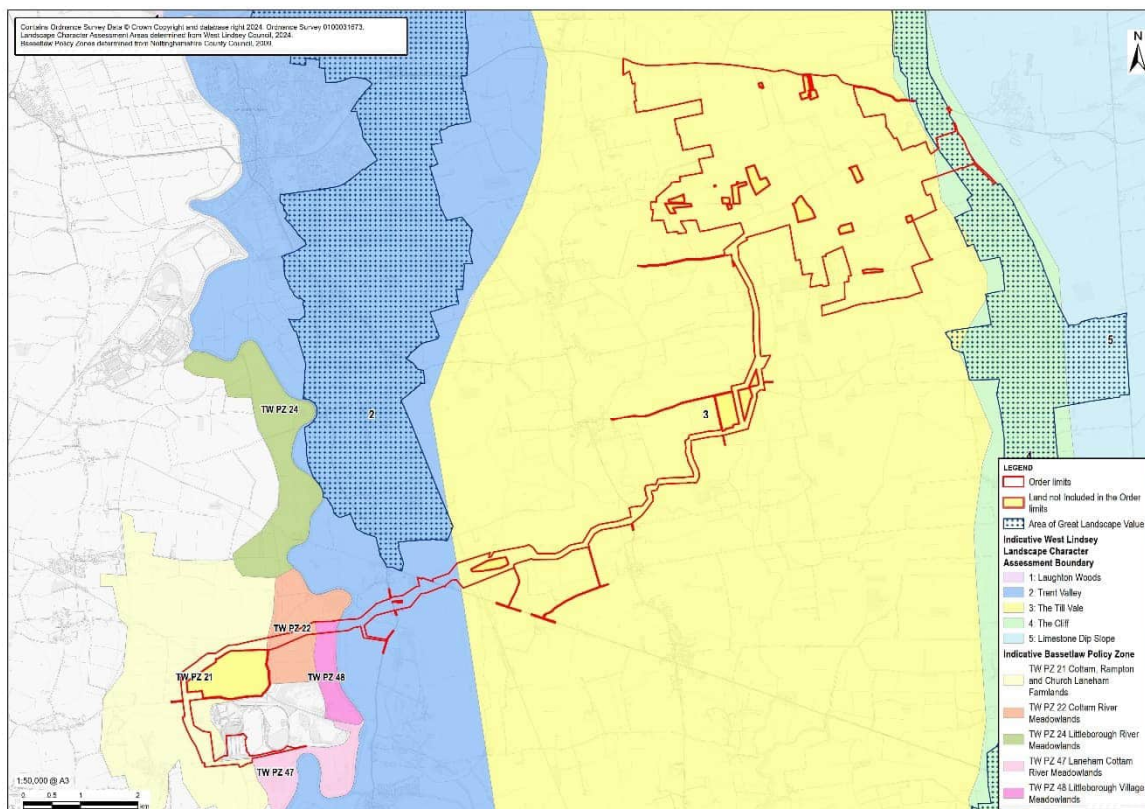 Contains Ordnance Survey Data © Crown Copyright and database right 2024. Ordnance Survey 0100031673.
Landscape Character Assessment Areas determined from West Lindsey Council, 2024.
Bassetlaw Policy Zones determined from Nottinghamshire County Council, 2009.
N
TW PZ 24
2
3
5
4
TW PZ 22
TW PZ 21
TW PZ 48
TW PZ 47
1:50,000 @ A3
0 0.5 1 2
km
LEGEND
Order limits
Land not Included in the Order
limits
Area of Great Landscape Value
Indicative West Lindsey
Landscape Character
Assessment Boundary
1: Laughton Woods
2: Trent Valley
3: The Till Vale
4: The Cliff
5: Limestone Dip Slope
Indicative Bassetlaw Policy Zone
TW PZ 21 Cottam, Rampton
and Church Laneham
Farmlands
TW PZ 22 Cottam River
Meadowlands
TW PZ 24 Littleborough River
Meadowlands
TW PZ 47 Laneham Cottam
River Meadowlands
TW PZ 48 Littleborough Village
Meadowlands